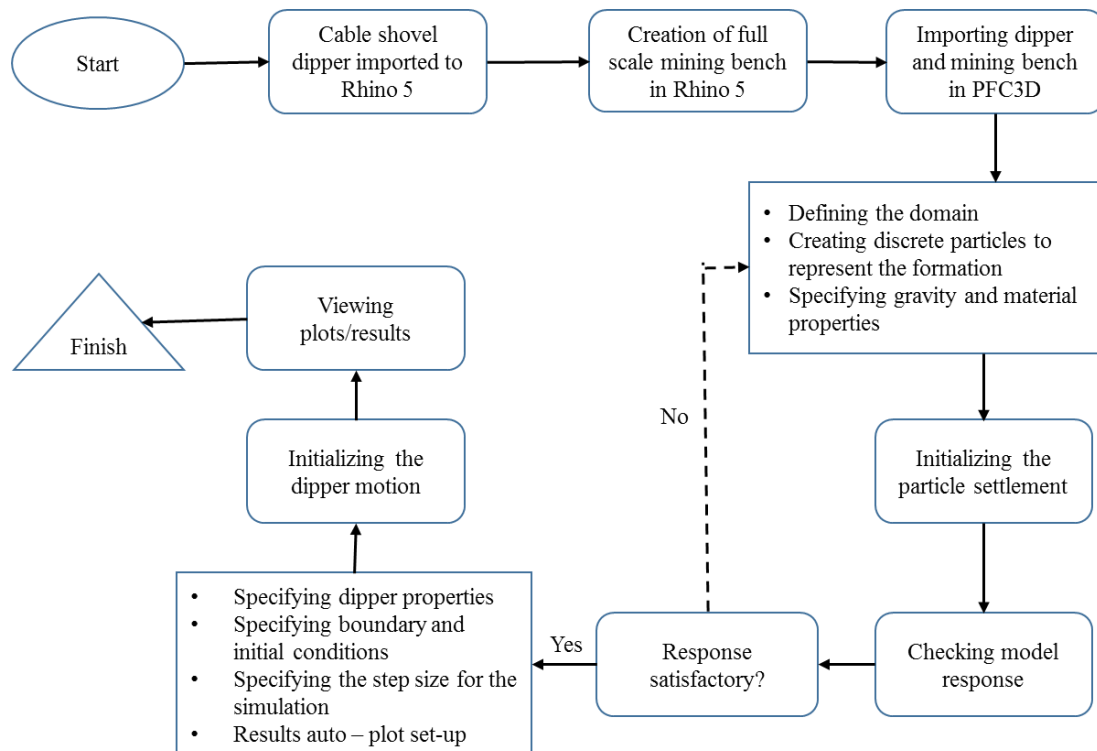 Start
Cable shovel
dipper imported to
Rhino 5
Creation of full
scale mining bench
in Rhino 5
Importing dipper
and mining bench
in PFC3D
• Defining the domain
• Creating discrete particles to
represent the formation
• Specifying gravity and material
properties
Initializing the
particle settlement
Checking model
response
Response
satisfactory?
No
Yes
• Specifying dipper properties
• Specifying boundary and
initial conditions
• Specifying the step size for the
simulation
• Results auto – plot set-up
Initializing the
dipper motion
Viewing
plots/results
Finish